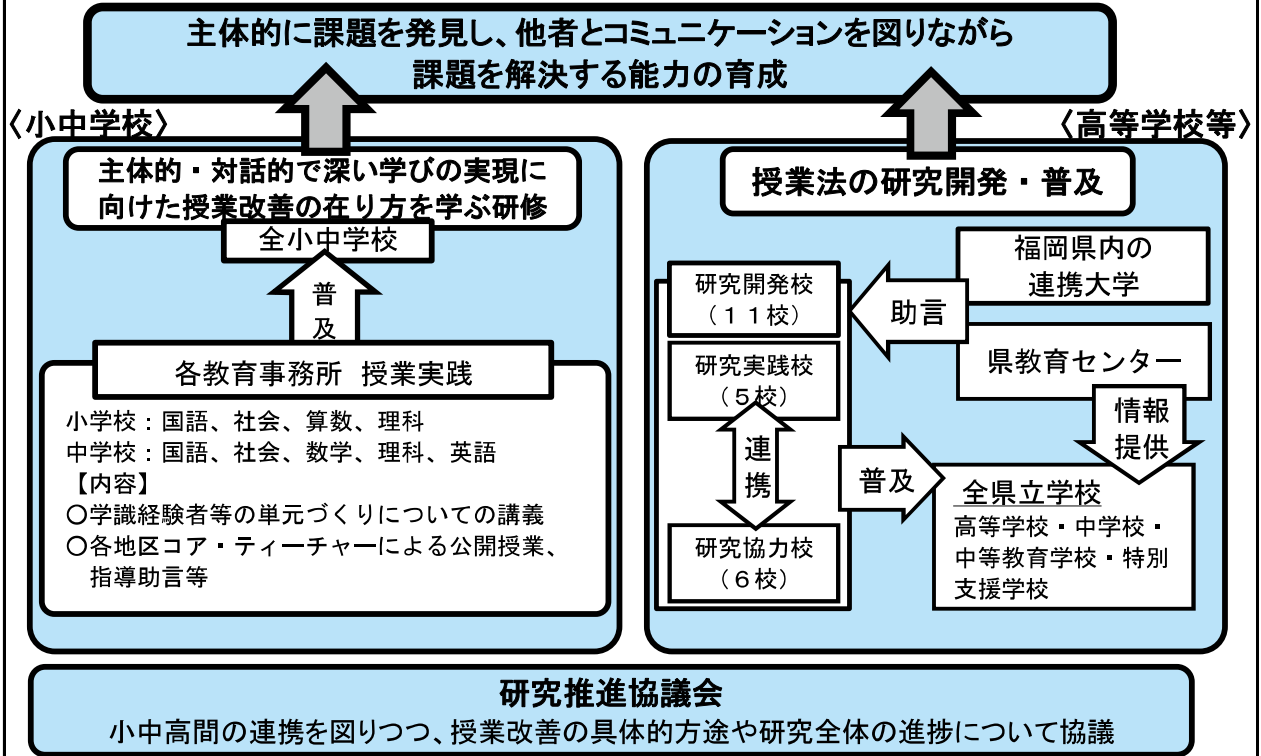 主体的に課題を発見し、他者とコミュニケーションを図りながら
課題を解決する能力の育成
〈小中学校〉
主体的・対話的で深い学びの実現に
向けた授業改善の在り方を学ぶ研修
全小中学校
普
及
各教育事務所 授業実践
小学校：国語、社会、算数、理科
中学校：国語、社会、数学、理科、英語
【内容】
○学識経験者等の単元づくりについての講義
○各地区コア・ティーチャーによる公開授業、
指導助言等
〈高等学校等〉
授業法の研究開発・普及
研究開発校
（１１校）
研究実践校
（５校）
連
携
研究協力校
（６校）
助言
福岡県内の
連携大学
県教育センター
情報
提供
普及
全県立学校
高等学校・中学校・
中等教育学校・特別
支援学校
研究推進協議会
小中高間の連携を図りつつ、授業改善の具体的方途や研究全体の進捗について協議